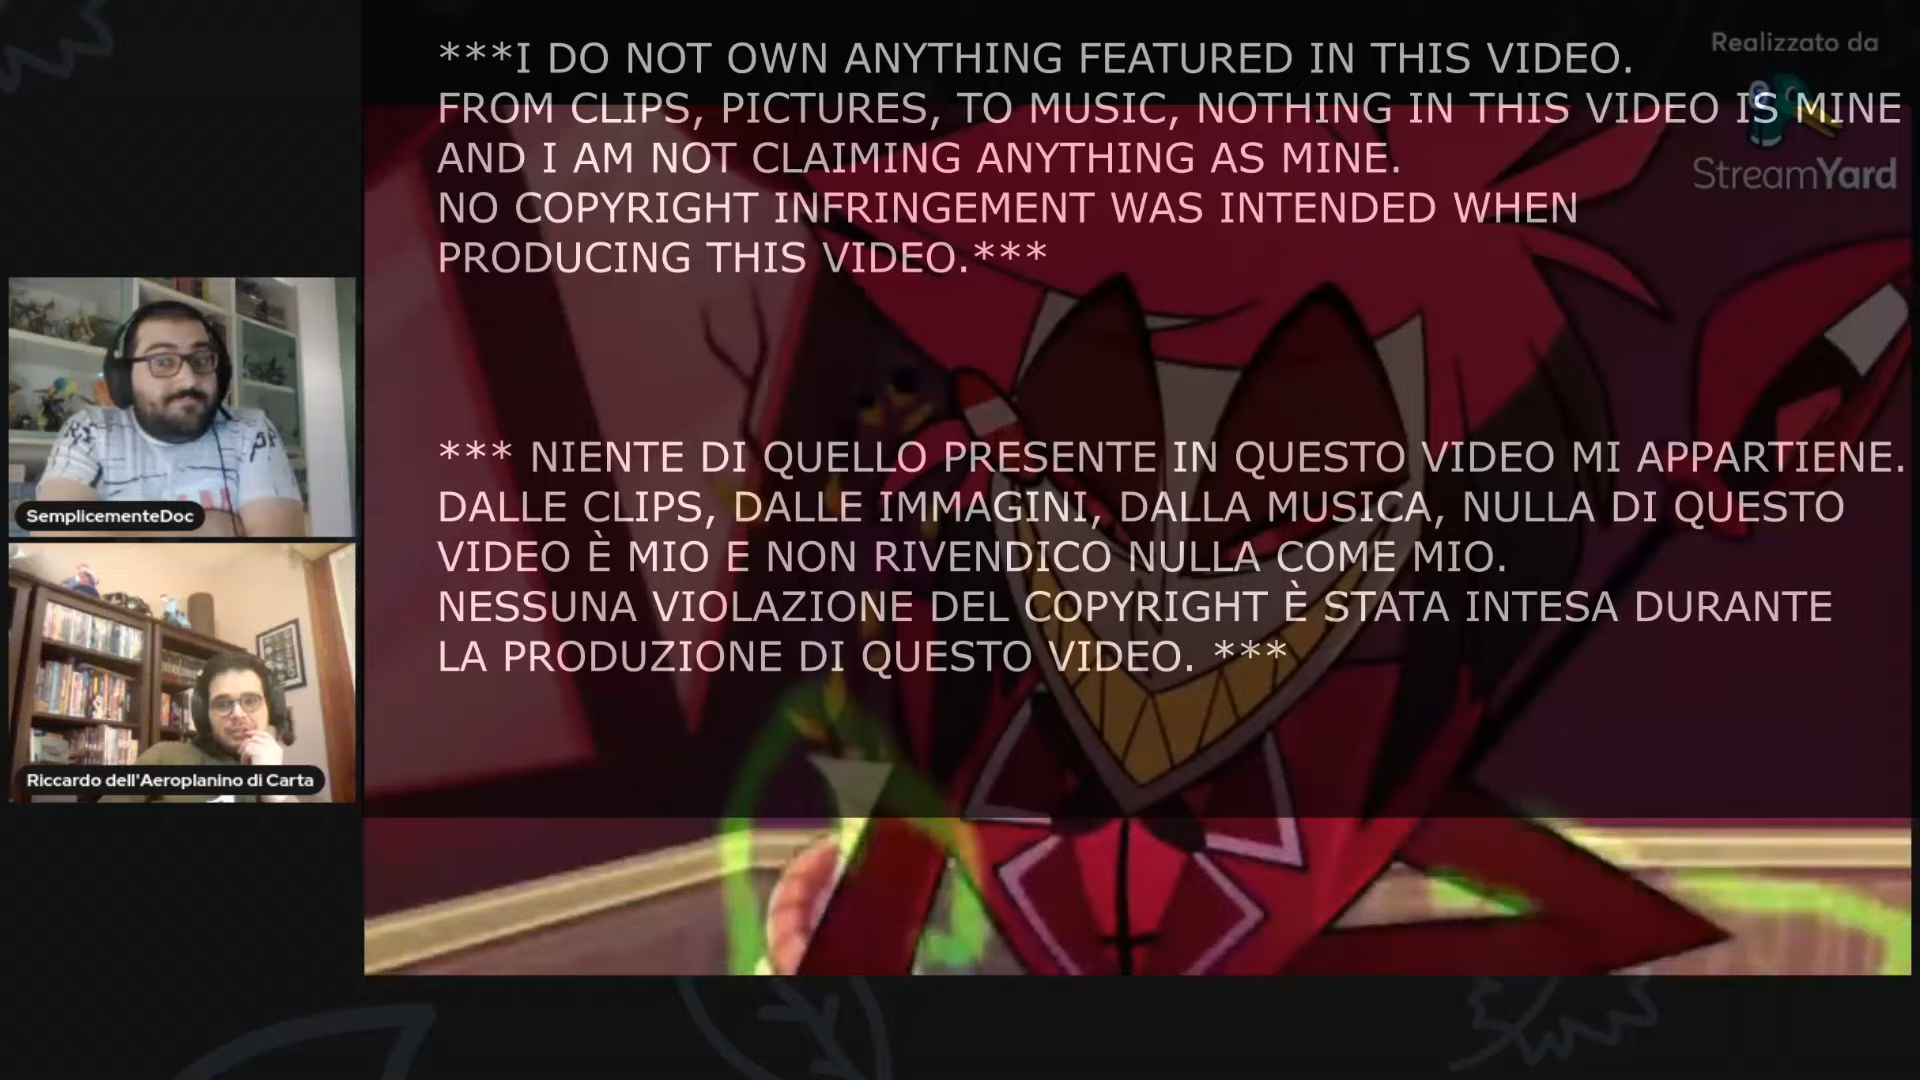 ***I DO NOT OWN ANYTHING FEATURED IN THIS VIDEO.
FROM CLIPS, PICTURES, TO MUSIC, NOTHING IN THIS VIDEO IS MINE
AND I AM NOT CLAIMING ANYTHING AS MINE.
NO COPYRIGHT INFRINGEMENT WAS INTENDED WHEN
PRODUCING THIS VIDEO.***
Realizzato da
StreamYard
*** NIENTE DI QUELLO PRESENTE IN QUESTO VIDEO MI APPARTIENE.
DALLE CLIPS, DALLE IMMAGINI, DALLA MUSICA, NULLA DI QUESTO
VIDEO È MIO E NON RIVENDICO NULLA COME MIO.
NESSUNA VIOLAZIONE DEL COPYRIGHT È STATA INTESA DURANTE
LA PRODUZIONE DI QUESTO VIDEO. ***
SemplicementeDoc
Riccardo dell'Aeroplanino di Carta